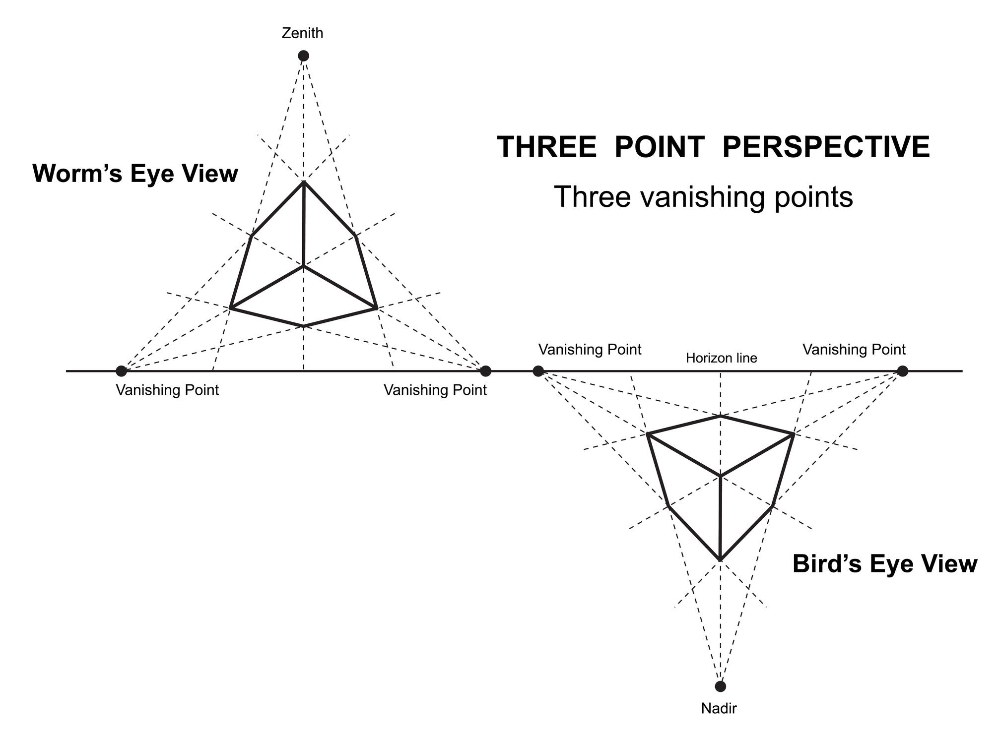 Zenith
THREE POINT PERSPECTIVE
Worm’s Eye View
Three vanishing points
Vanishing Point
Horizon line
Vanishing Point
Vanishing Point
Vanishing Point
Bird’s Eye View
Nadir